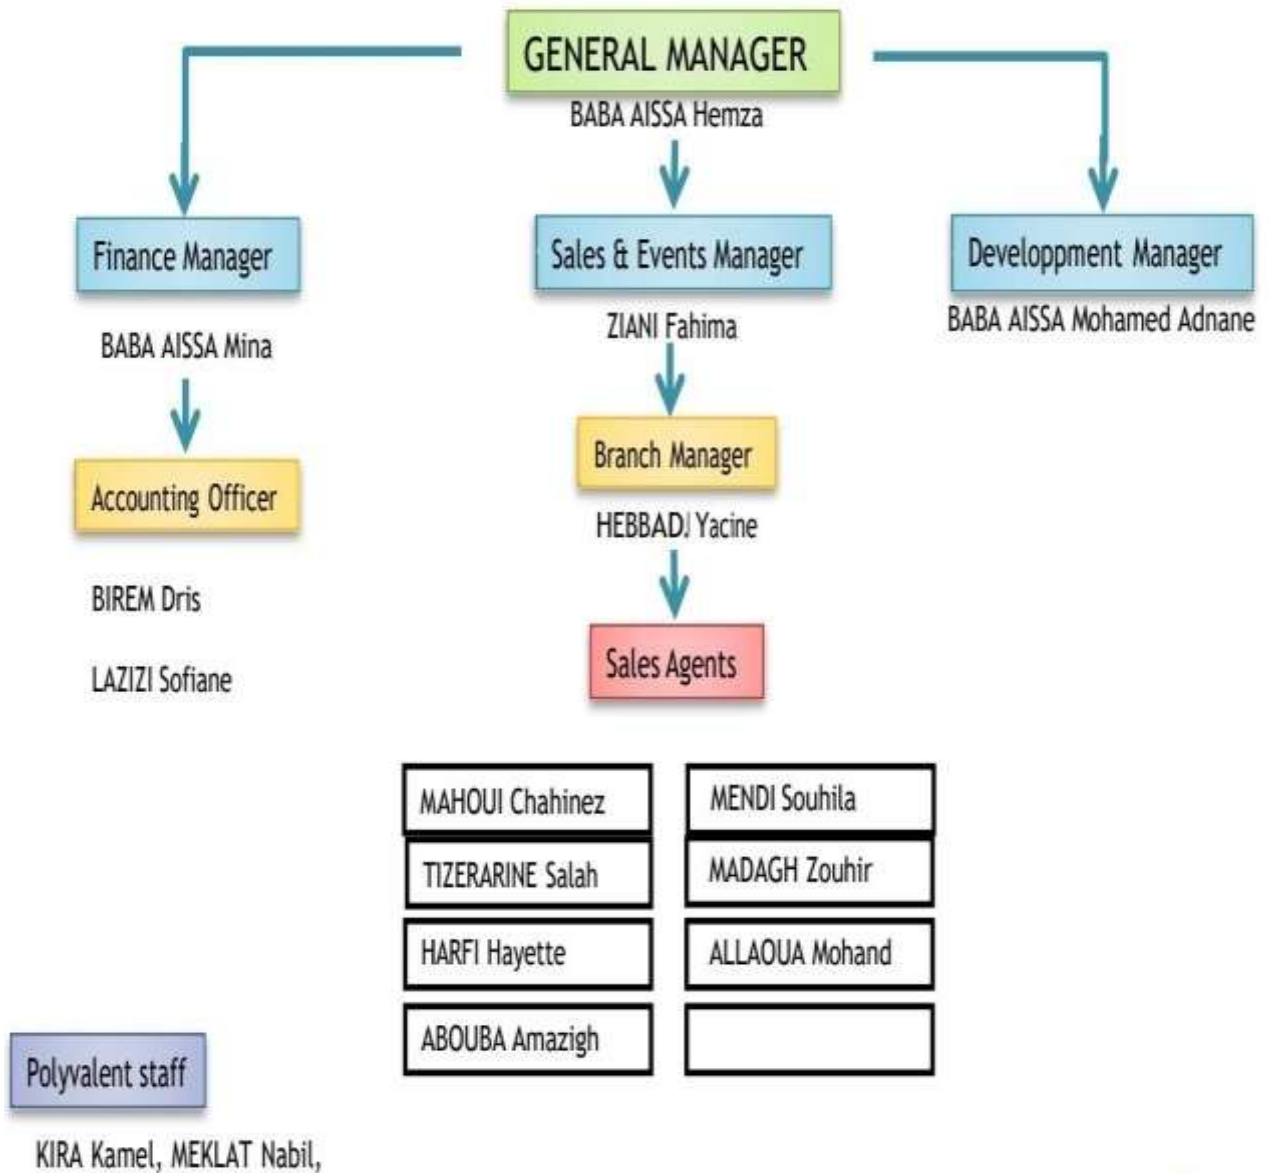 GENERAL MANAGER
BABA AISSA Hemza
Finance Manager
BABA AISSA Mina
Accounting Officer
BIREM Dris
LAZIZI Sofiane
Sales & Events Manager
ZIANI Fahima
Branch Manager
HEBBADJ Yacine
Sales Agents
MAHOUI Chahinez
MENDI Souhila
TIZERARINE Salah
MADAGH Zouhir
HARFI Hayette
ALLAOUA Mohand
ABOUBA Amazigh
Developpment Manager
BABA AISSA Mohamed Adnane
Polyvalent staff
KIRA Kamel, MEKLAT Nabil,